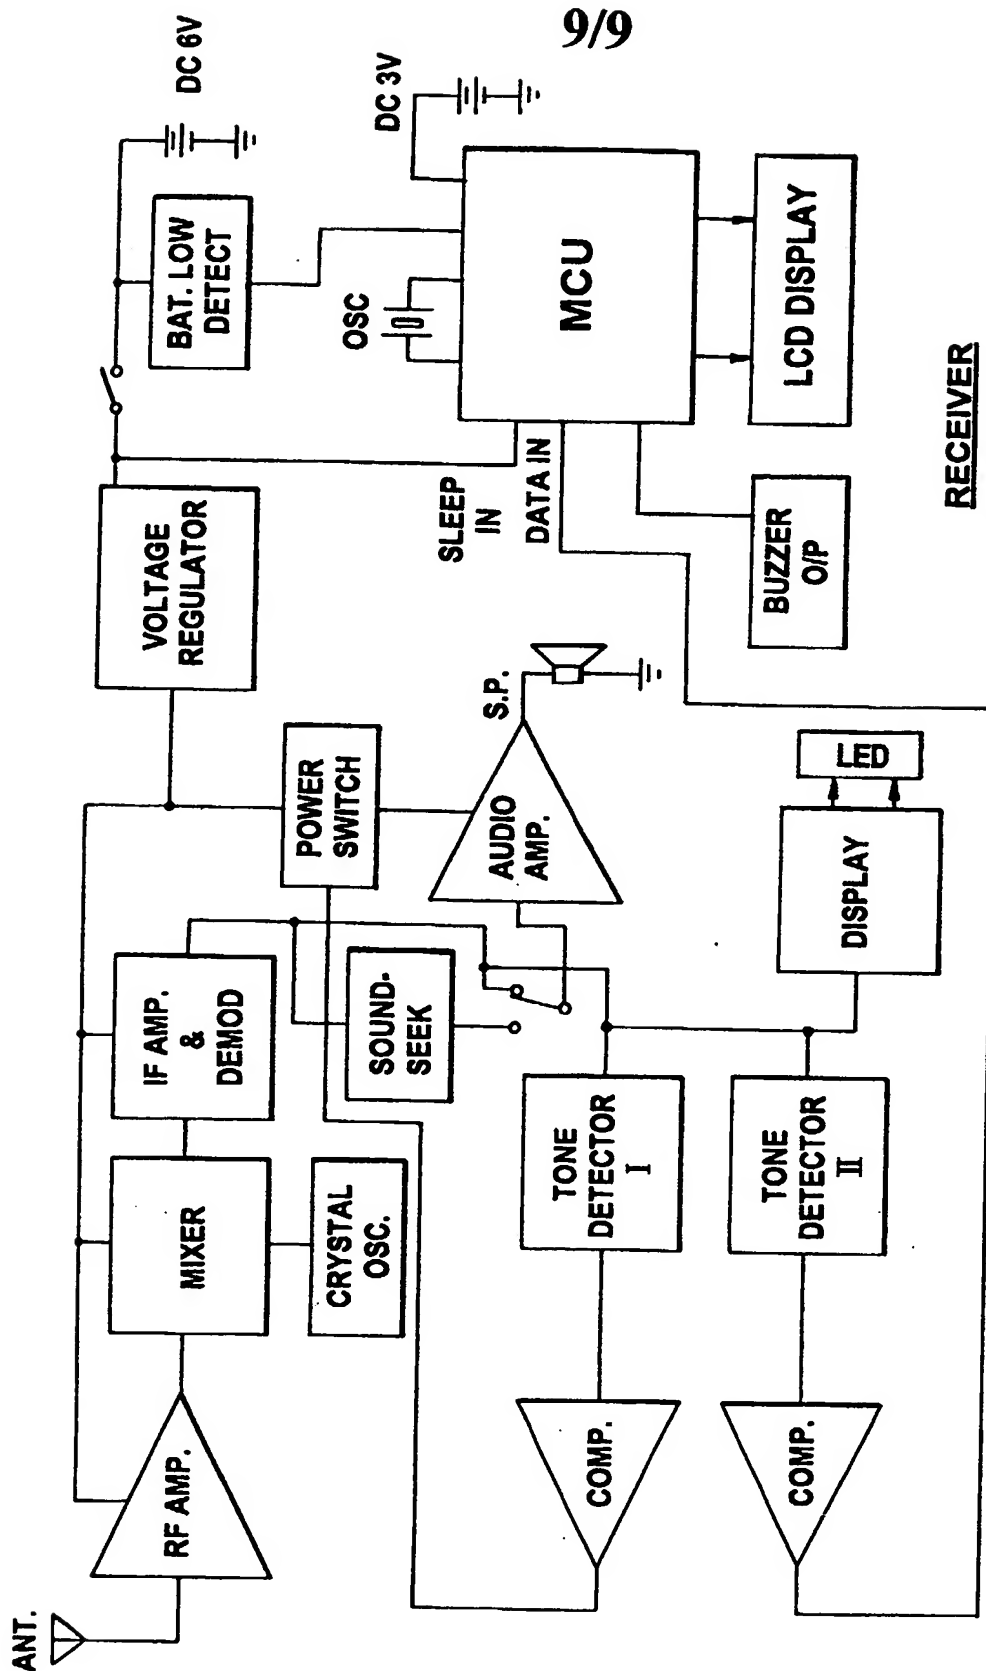 9/9
ANT.
RF AMP.
MIXER
CRYSTAL
OSC.
IF AMP.
&
DEMOD
SOUND-
SEEK
POWER
SWITCH
VOLTAGE
REGULATOR
BAT. LOW
DETECT
DC 6V
AUDIO
AMP.
S.P.
SLEEP
IN
DATA IN
OSC
DC 3V
MCU
LCD DISPLAY
BUZZER
O/P
COMP.
TONE
DETECTOR
I
COMP.
TONE
DETECTOR
II
DISPLAY
LED
RECEIVER